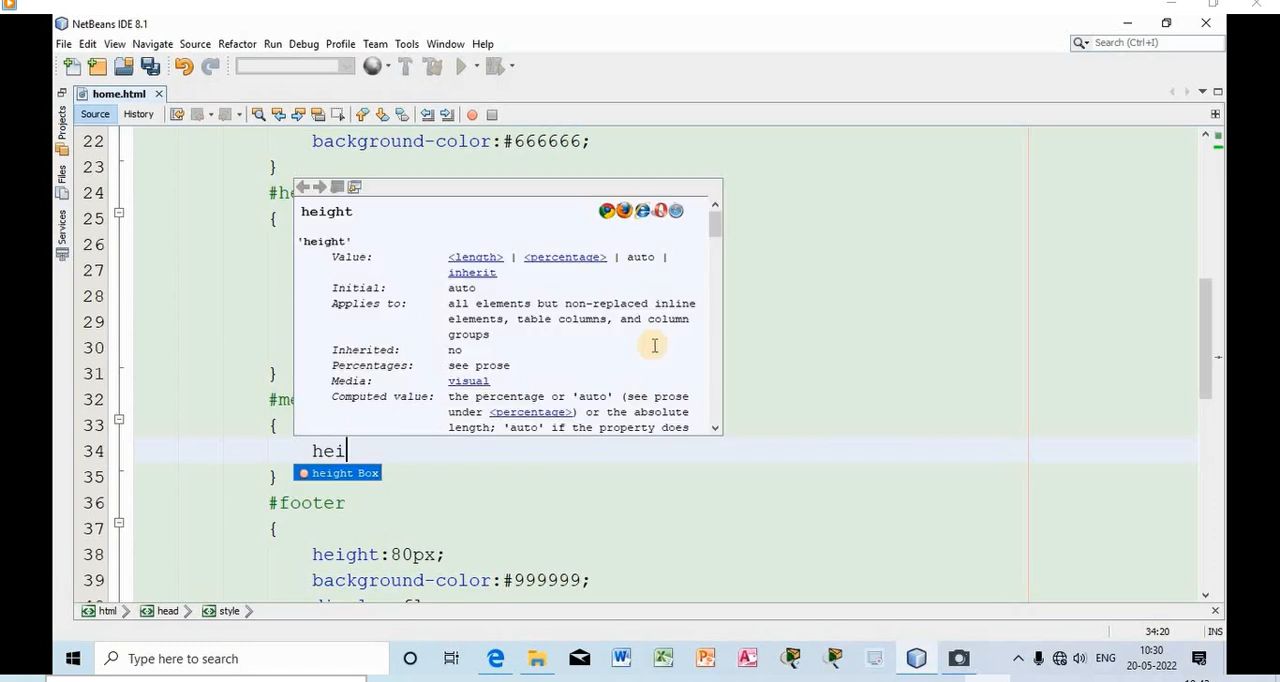 NetBeans IDE 8.1
File Edit View Navigate Source Refactor Run Debug Profile Team Tools Window Help
Search (Ctrl+I)
home.html
Source History
Projects
Files
Services
22 background-color:#666666;
23 }
24 #he
25 {
26
27
28
29
30
31 }
32 #me
33 {
34 hei
35 }
36 #footer
37 {
38 height:80px;
39 background-color:#999999;
height
'height'
Value: <length> | <percentage> | auto |
inherit
Initial: auto
Applies to: all elements but non-replaced inline
elements, table columns, and column
groups
Inherited: no
Percentages: see prose
Media: visual
Computed value: the percentage or 'auto' (see prose
under <percentage>) or the absolute
length; 'auto' if the property does
height Box
html head style
34:20 INS
Type here to search
ENG
10:30
20-05-2022